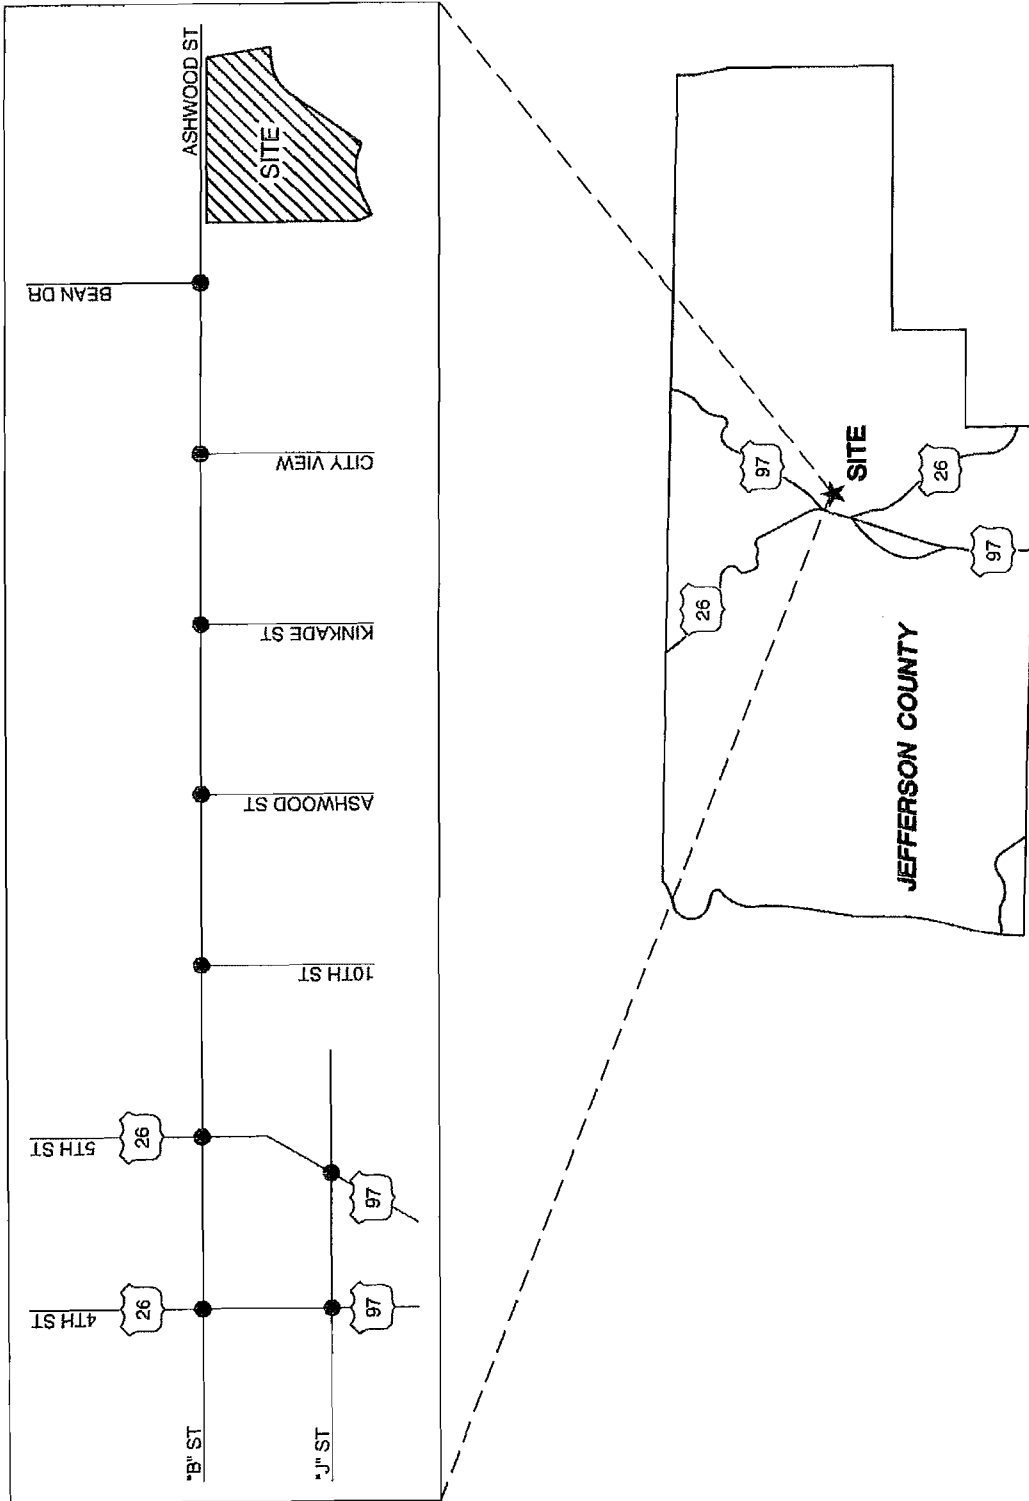 4TH ST
26
5TH ST
26
BEAN DR
"B" ST
ASHWOOD ST
SITE
10TH ST
ASHWOOD ST
KINKADE ST
CITY VIEW
"J" ST
97
97
26
97
SITE
26
97
JEFFERSON COUNTY